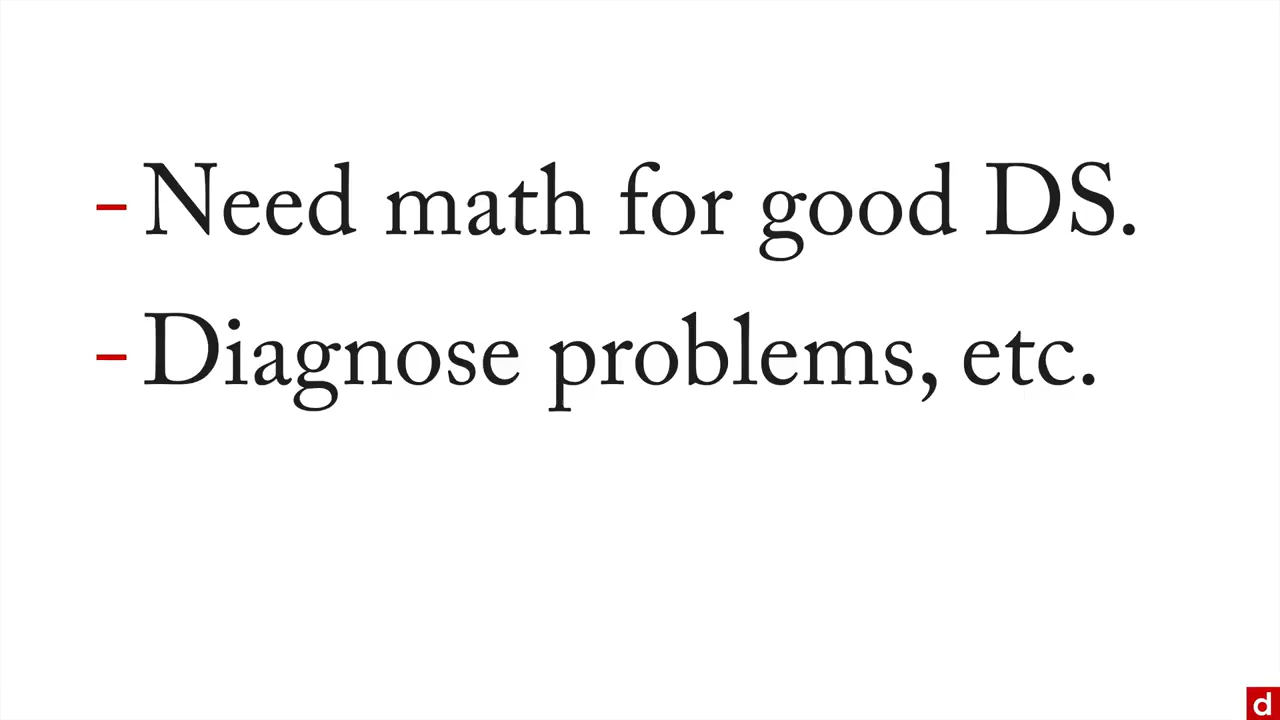 - Need math for good DS.
- Diagnose problems, etc.
d